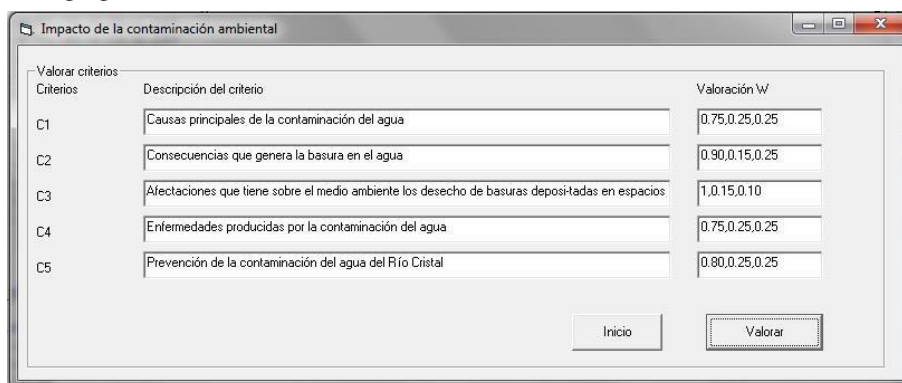 Impacto de la contaminación ambiental
Valorar criterios
Criterios Descripción del criterio Valoración W
C1 Causas principales de la contaminación del agua 0.75,0.25,0.25
C2 Consecuencias que genera la basura en el agua 0.90,0.15,0.25
C3 Afectaciones que tiene sobre el medio ambiente los desecho de basuras deposi-tadas en espacios 1,0.15,0.10
C4 Enfermedades producidas por la contaminación del agua 0.75,0.25,0.25
C5 Prevención de la contaminación del agua del Río Cristal 0.80,0.25,0.25
Inicio Valorar